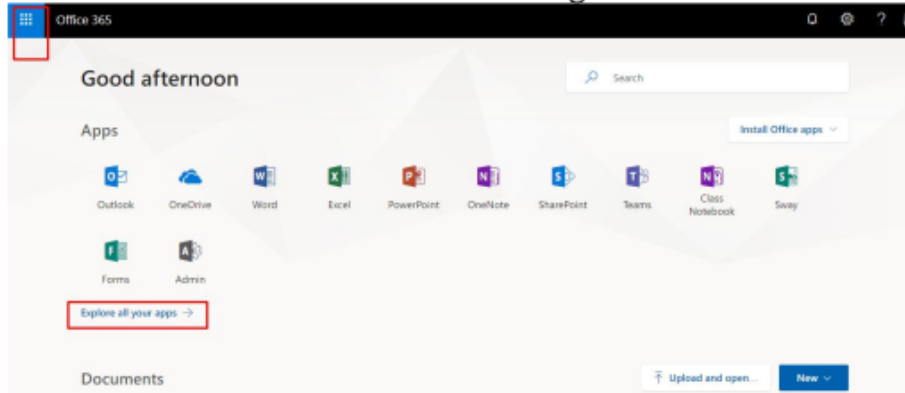 Office 365 ?
Good afternoon
Search
Apps
Install Office apps
Outlook OneDrive Word Excel PowerPoint OneNote SharePoint Teams Class Notebook Sway
Forms Admin
Explore all your apps →
Documents
Upload and open...
New